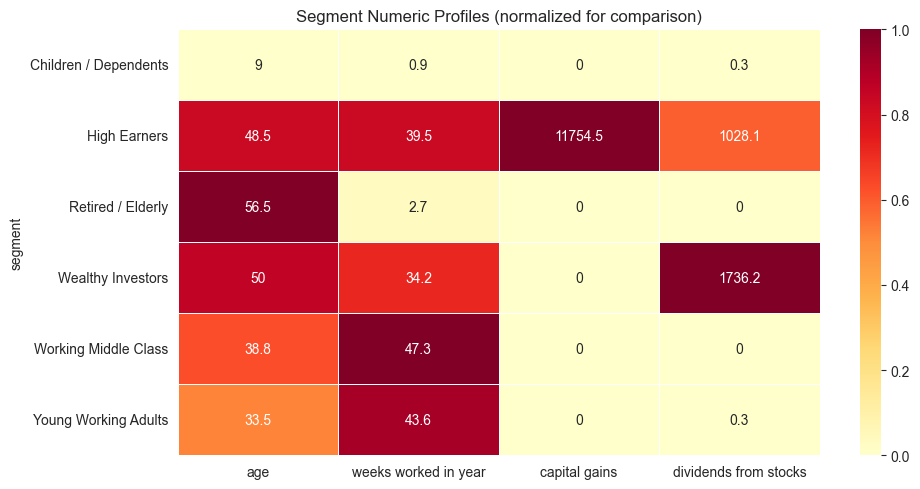 Segment Numeric Profiles (normalized for comparison)
segment
Children / Dependents 9 0.9 0 0.3
High Earners 48.5 39.5 11754.5 1028.1
Retired / Elderly 56.5 2.7 0 0
Wealthy Investors 50 34.2 0 1736.2
Working Middle Class 38.8 47.3 0 0
Young Working Adults 33.5 43.6 0 0.3
age weeks worked in year capital gains dividends from stocks
1.0
0.8
0.6
0.4
0.2
0.0